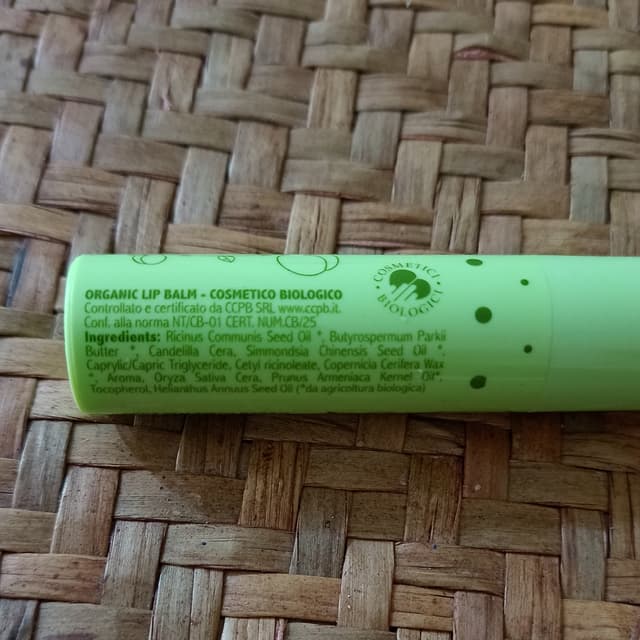 ORGANIC LIP BALM - COSMETICO BIOLOGICO
Controllato e certificato da CCPB SRL www.ccpb.it.
Conf. alla norma NT/CB-01 CERT. NUM.CB/25
Ingredients: Ricinus Communis Seed Oil *, Butyrospermum Parkii
Butter * Candelilla Cera, Simmondsia Chinensis Seed Oil *,
Caprylic/Capric Triglyceride, Cetyl ricinoleate, Copernicia Cerifera Wax
* Aroma, Oryza Sativa Cera, Prunus Armeniaca Kernel Oil*,
Tocopherol, Helianthus Annuus Seed Oil (*da agricoltura biologica)
COSMETICI
BIOLOGICI